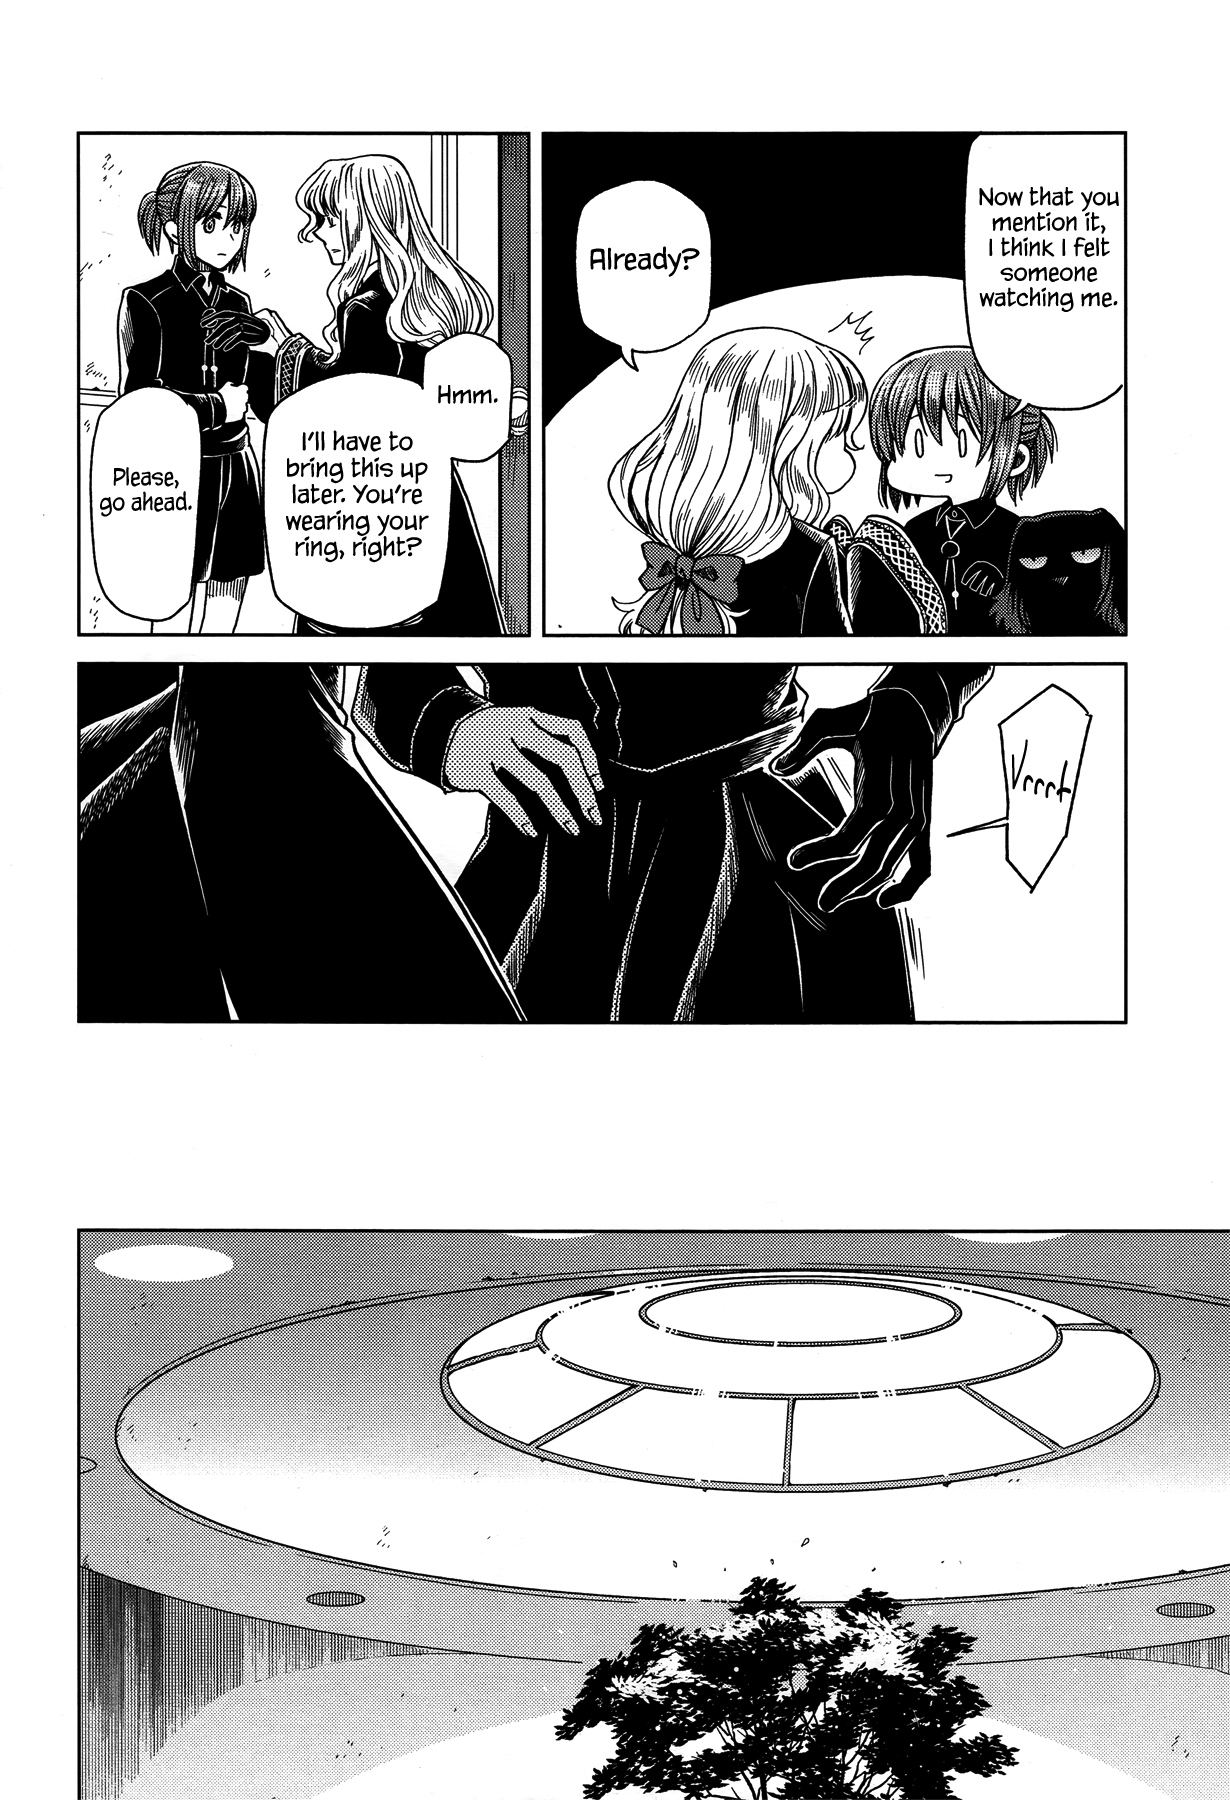 Now that you
mention it,
I think I felt
someone
watching me.
Already?
Hmm.
I'll have to
bring this up
later. You're
wearing your
ring, right?
Please,
go ahead.
Vrrrt